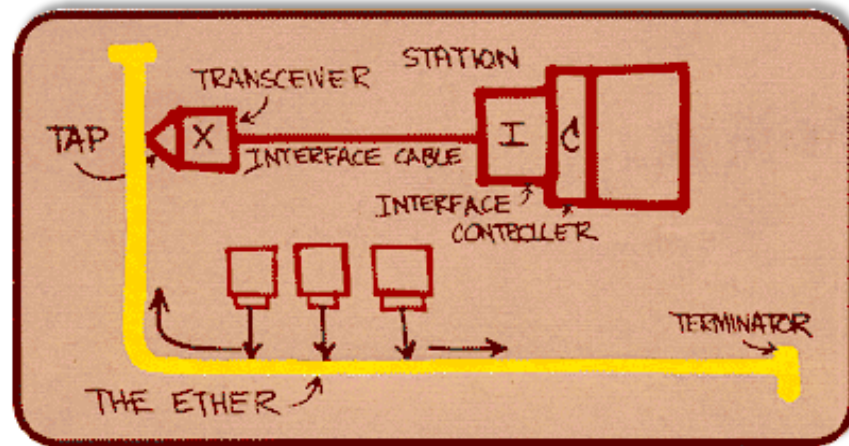 STATION
TRANSCEIVER
TAP
X
I
C
INTERFACE CABLE
INTERFACE
CONTROLLER
TERMINATOR
THE ETHER